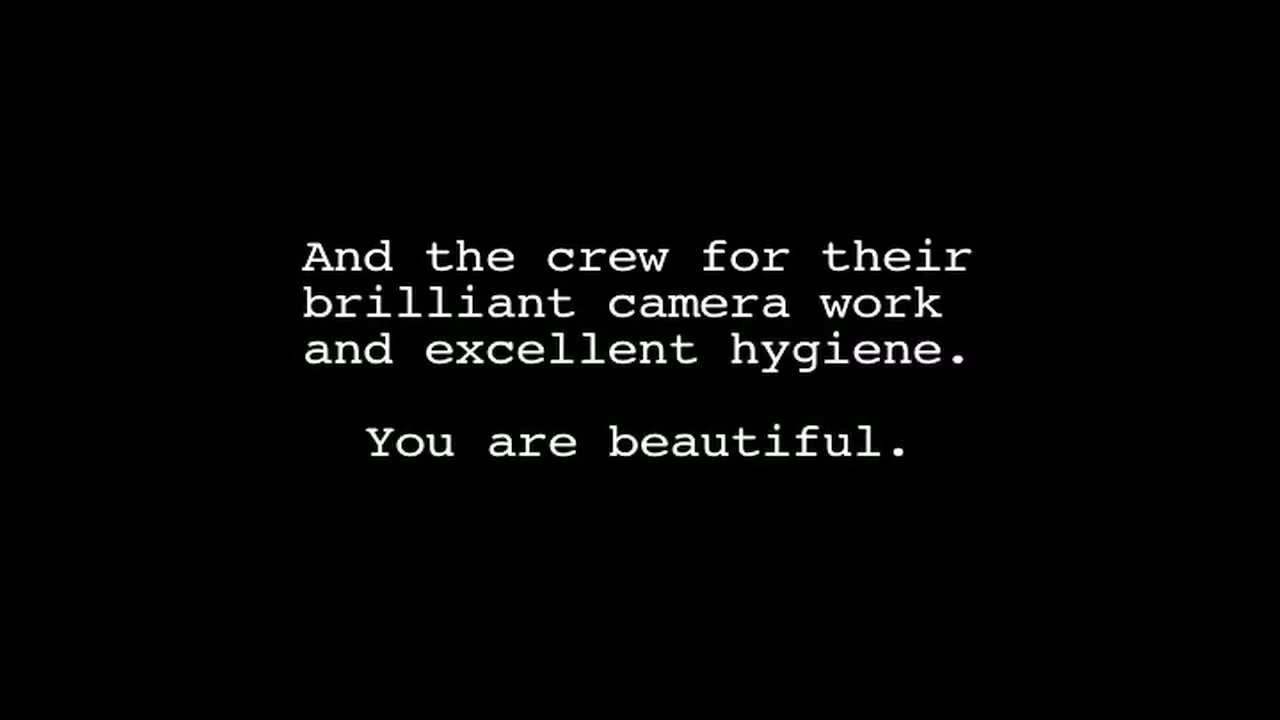 And the crew for their
brilliant camera work
and excellent hygiene.
You are beautiful.